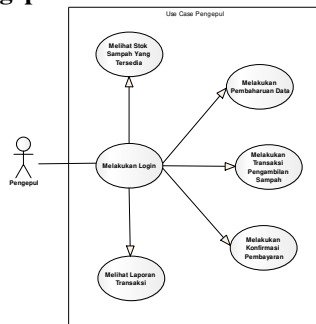 Use Case Pengepul
Melihat Stok
Sampah Yang
Tersedia
Melakukan
Pembaharuan Data
Melakukan Login
Melakukan
Transaksi
Pengambilan
Sampah
Pengepul
Melakukan
Konfirmasi
Pembayaran
Melihat Laporan
Transaksi